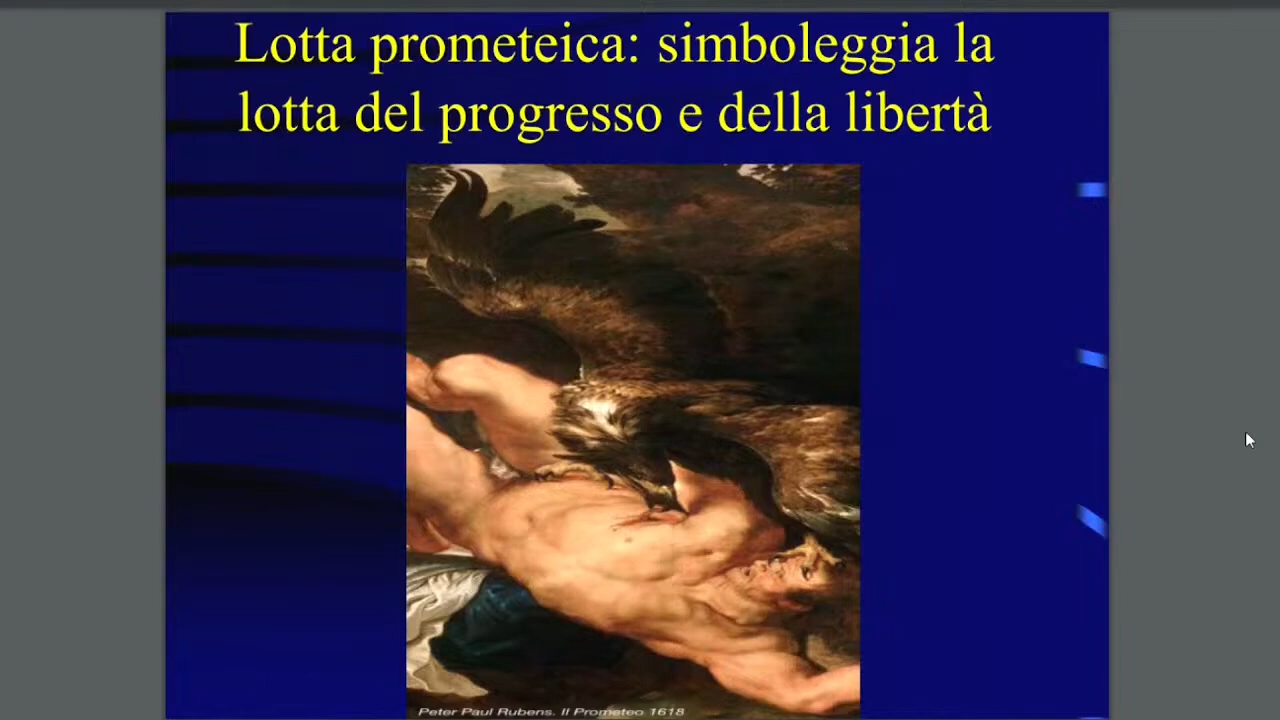 Lotta prometeica: simboleggia la
lotta del progresso e della libertà
Peter Paul Rubens. Il Prometeo 1618